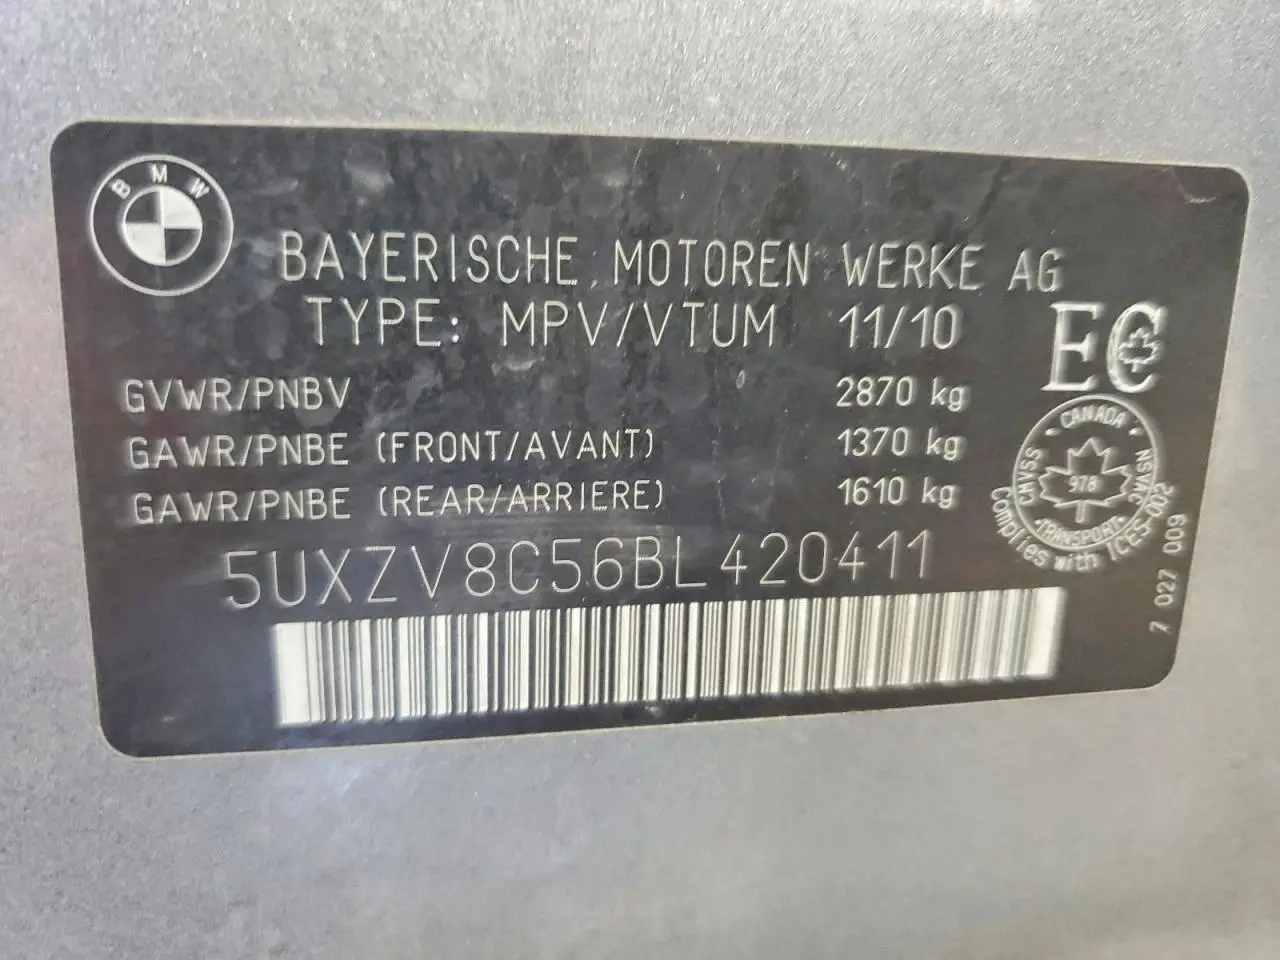 BMW
BAYERISCHE MOTOREN WERKE AG
TYPE: MPV/VTUM 11/10
EC
GVWR/PNBV 2870 kg
GAWR/PNBE (FRONT/AVANT) 1370 kg
GAWR/PNBE (REAR/ARRIERE) 1610 kg
CANADA
CMVSS
NSVAC
978
TRANSPORT
Complies with ICES-002
5UXZV8C56BL420411
7 027 009